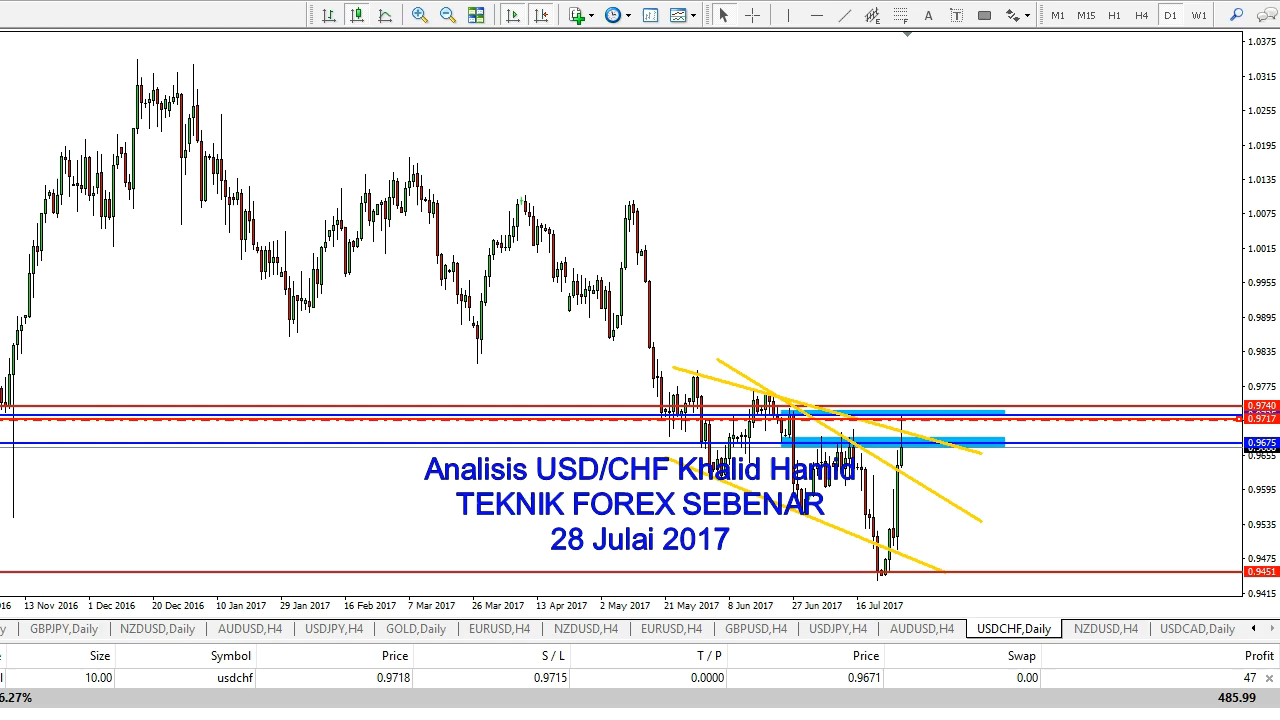 A T
M1 M15 H1 H4 D1 W1
1.0375
1.0315
1.0255
1.0195
1.0135
1.0075
1.0015
0.9955
0.9895
0.9835
0.9775
0.9740
0.9717
0.9675
0.9655
0.9595
0.9535
0.9475
0.9451
0.9415
Analisis USD/CHF Khalid Hamid
TEKNIK FOREX SEBENAR
28 Julai 2017
13 Nov 2016 1 Dec 2016 20 Dec 2016 10 Jan 2017 29 Jan 2017 16 Feb 2017 7 Mar 2017 26 Mar 2017 13 Apr 2017 2 May 2017 21 May 2017 8 Jun 2017 27 Jun 2017 16 Jul 2017
GBPJPY,Daily NZDUSD,Daily AUDUSD,H4 USDJPY,H4 GOLD,Daily EURUSD,H4 NZDUSD,H4 EURUSD,H4 GBPUSD,H4 USDJPY,H4 AUDUSD,H4 USDCHF,Daily NZDUSD,H4 USDCAD,Daily
Size Symbol Price S / L T / P Price Swap Profit
10.00 usdchf 0.9718 0.9715 0.0000 0.9671 0.00 47
6.27% 485.99